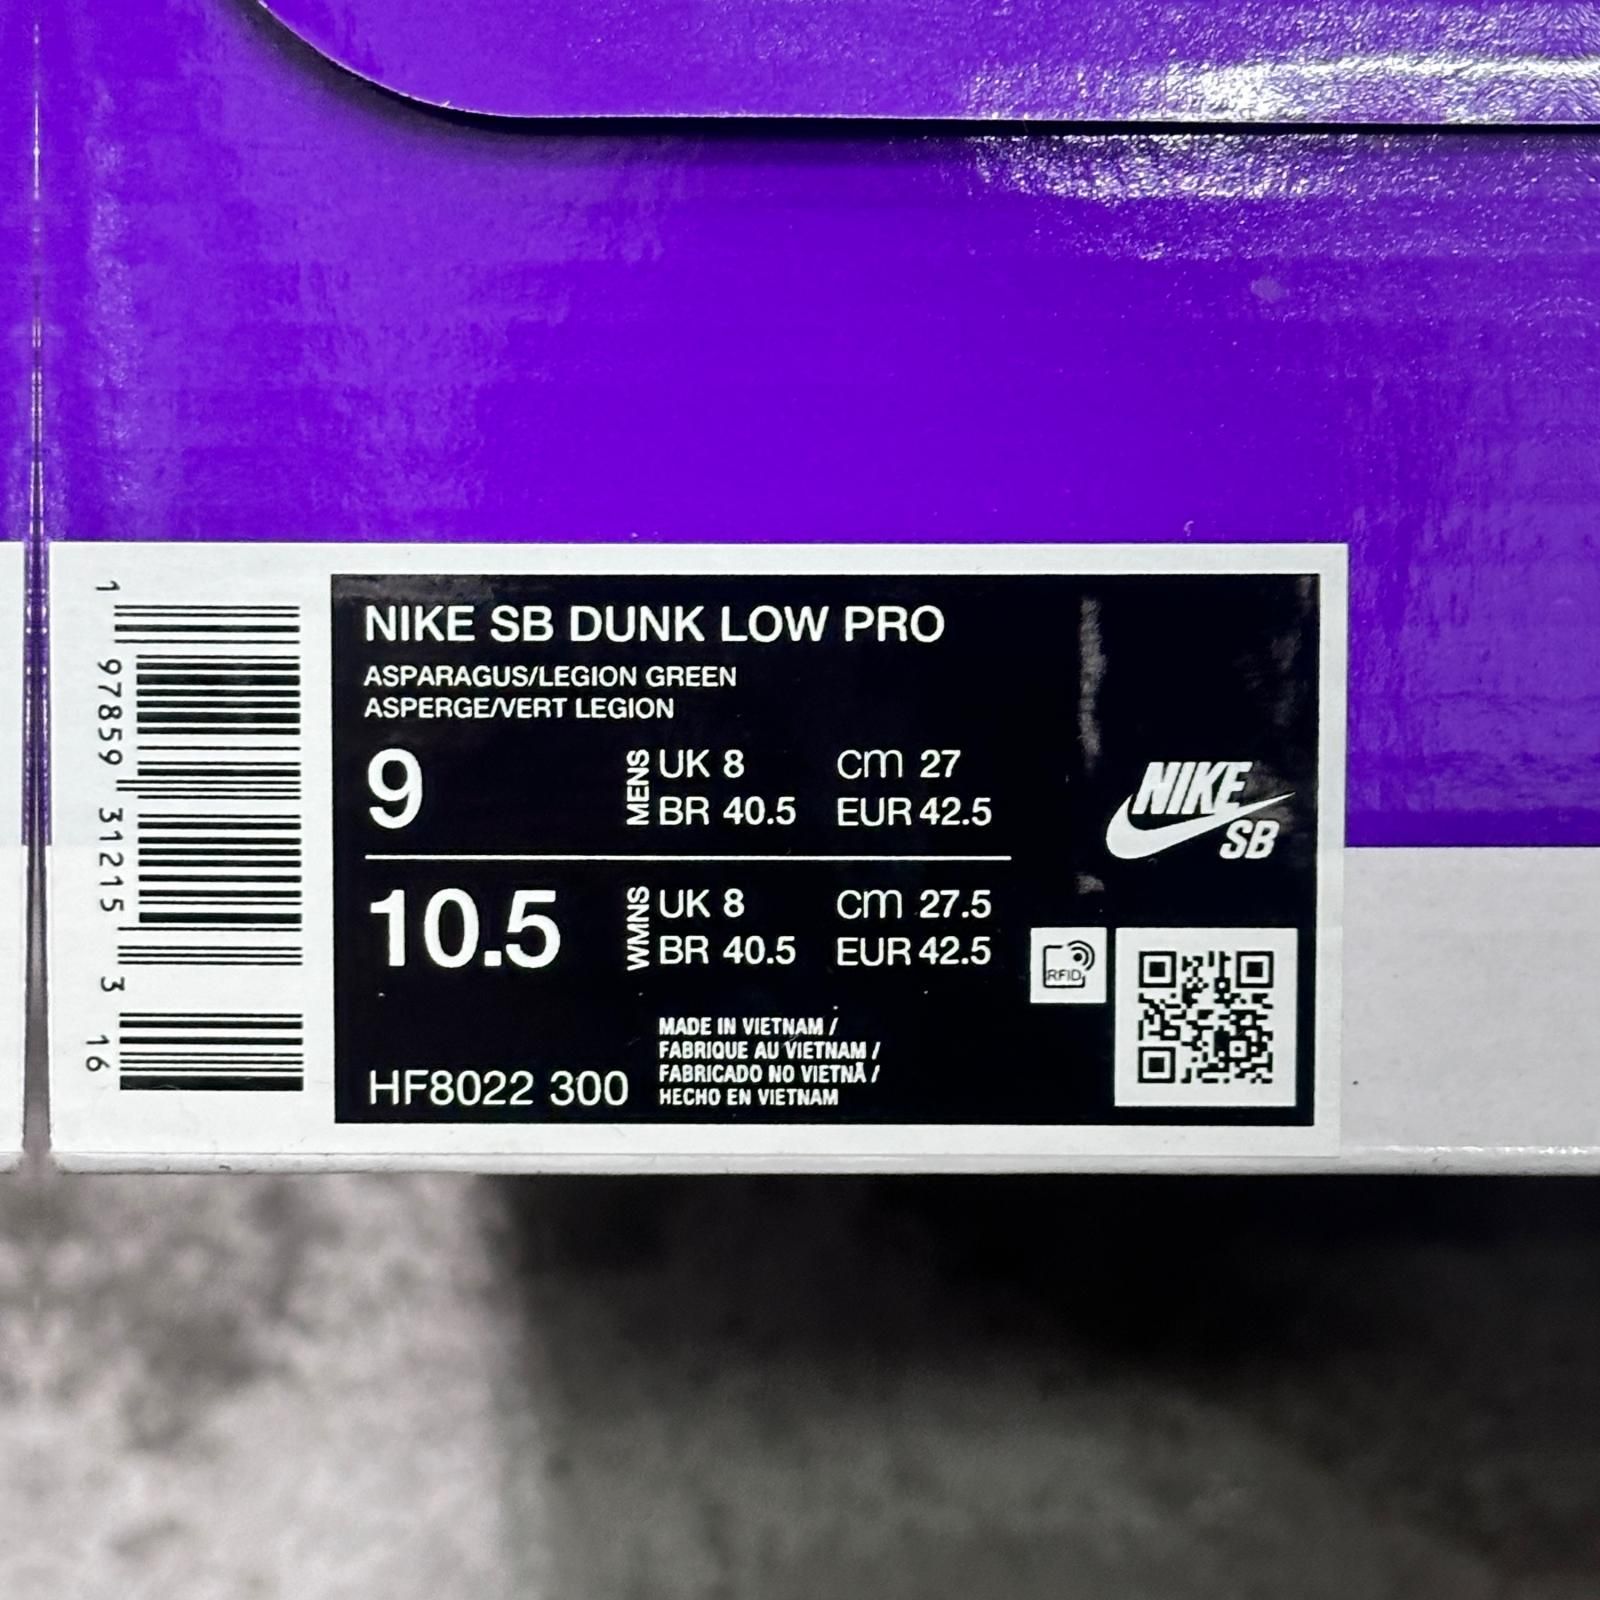 1 97859 31215 3 16
NIKE SB DUNK LOW PRO
ASPARAGUS/LEGION GREEN
ASPERGE/VERT LEGION
9 MENS UK 8 cm 27
BR 40.5 EUR 42.5
10.5 WMNS UK 8 cm 27.5
BR 40.5 EUR 42.5
NIKE
SB
RFID
MADE IN VIETNAM /
FABRIQUE AU VIETNAM /
FABRICADO NO VIETNÃ /
HECHO EN VIETNAM
HF8022 300